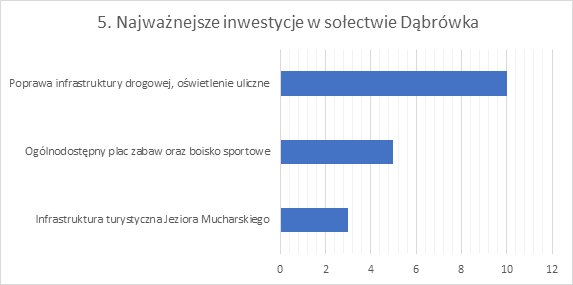 5. Najważniejsze inwestycje w sołectwie Dąbrówka
Poprawa infrastruktury drogowej, oświetlenie uliczne
Ogólnodostępny plac zabaw oraz boisko sportowe
Infrastruktura turystyczna Jeziora Mucharskiego
0 2 4 6 8 10 12